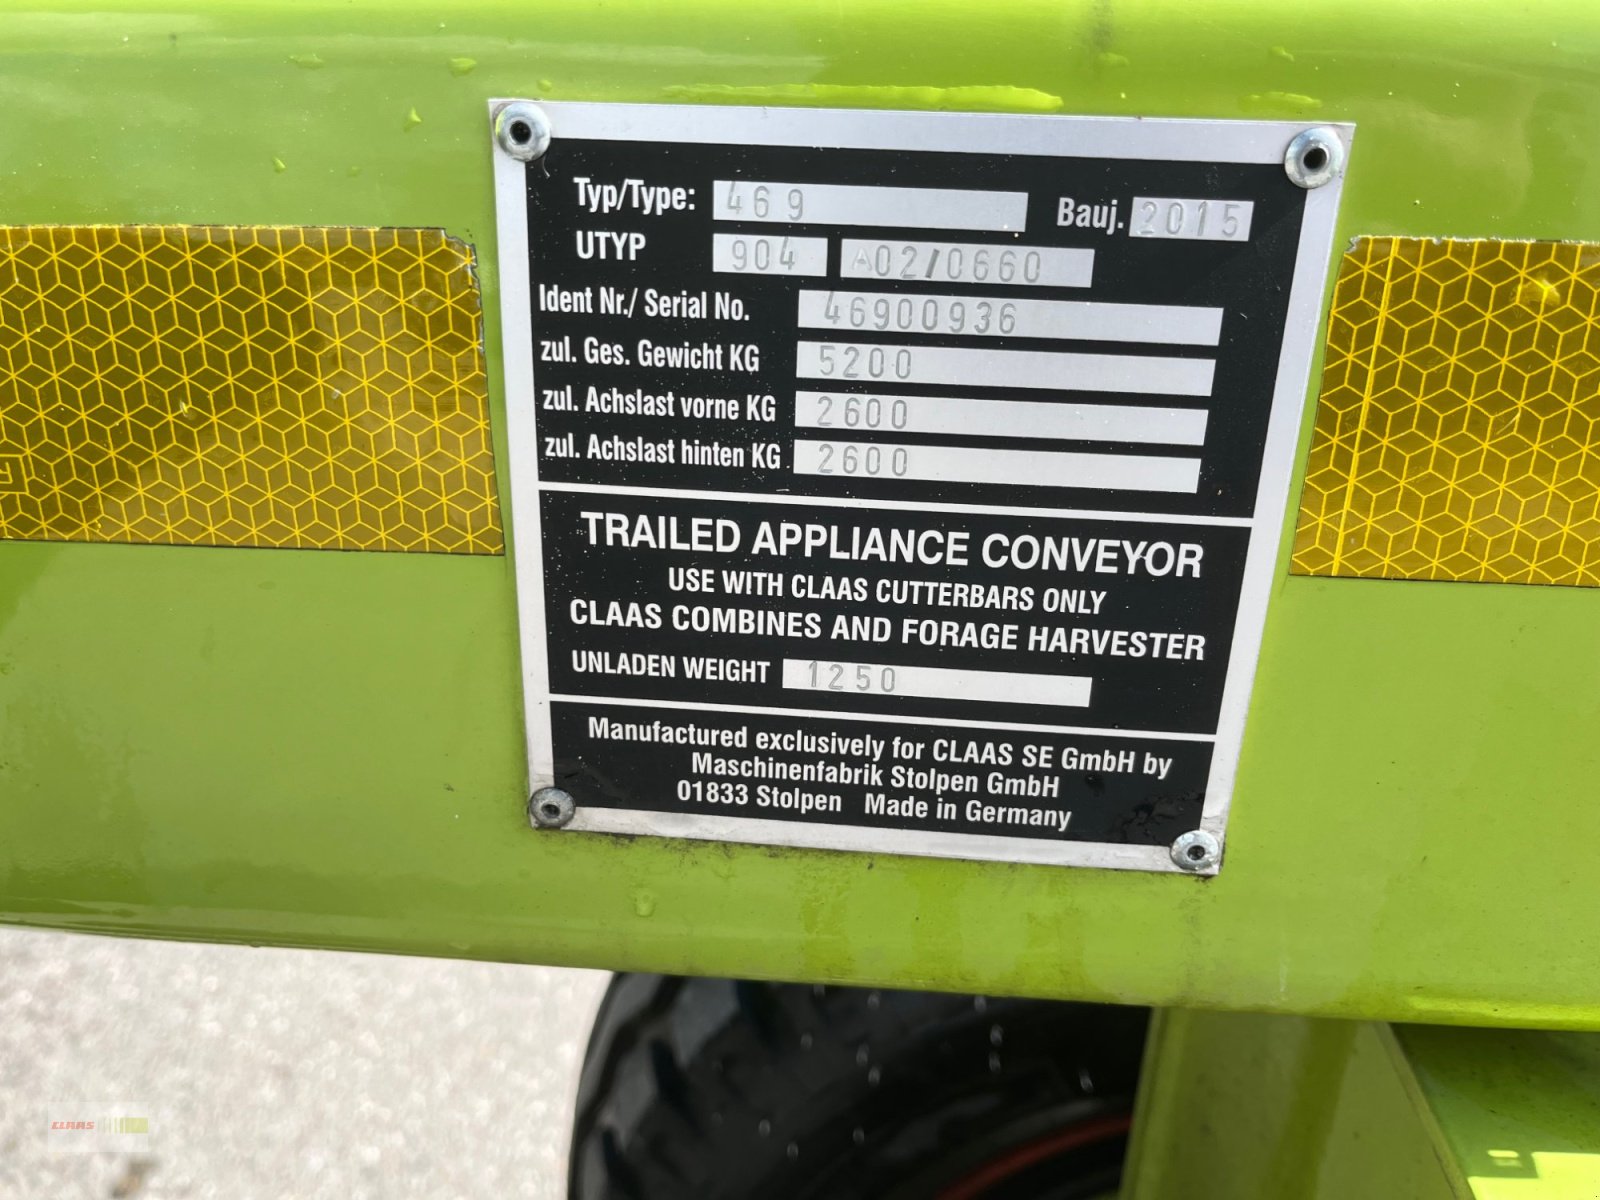 Typ/Type: 469 Bauj. 2015
UTYP 904 A02/0660
Ident Nr./ Serial No. 46900936
zul. Ges. Gewicht KG 5200
zul. Achslast vorne KG 2600
zul. Achslast hinten KG 2600
TRAILED APPLIANCE CONVEYOR
USE WITH CLAAS CUTTERBARS ONLY
CLAAS COMBINES AND FORAGE HARVESTER
UNLADEN WEIGHT 1250
Manufactured exclusively for CLAAS SE GmbH by
Maschinenfabrik Stolpen GmbH
01833 Stolpen Made in Germany
CLAAS